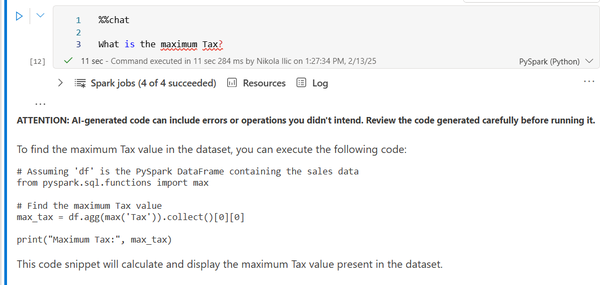 1 %%chat
2
3 What is the maximum Tax?
[12] 11 sec - Command executed in 11 sec 284 ms by Nikola Ilic on 1:27:34 PM, 2/13/25 PySpark (Python)
Spark jobs (4 of 4 succeeded) Resources Log ...
...
ATTENTION: AI-generated code can include errors or operations you didn't intend. Review the code generated carefully before running it.
To find the maximum Tax value in the dataset, you can execute the following code:
# Assuming 'df' is the PySpark DataFrame containing the sales data
from pyspark.sql.functions import max
# Find the maximum Tax value
max_tax = df.agg(max('Tax')).collect()[0][0]
print("Maximum Tax:", max_tax)
This code snippet will calculate and display the maximum Tax value present in the dataset.